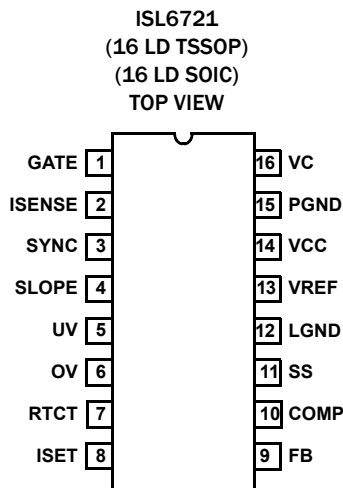 ISL6721
(16 LD TSSOP)
(16 LD SOIC)
TOP VIEW
GATE 1 16 VC
ISENSE 2 15 PGND
SYNC 3 14 VCC
SLOPE 4 13 VREF
UV 5 12 LGND
OV 6 11 SS
RTCT 7 10 COMP
ISET 8 9 FB